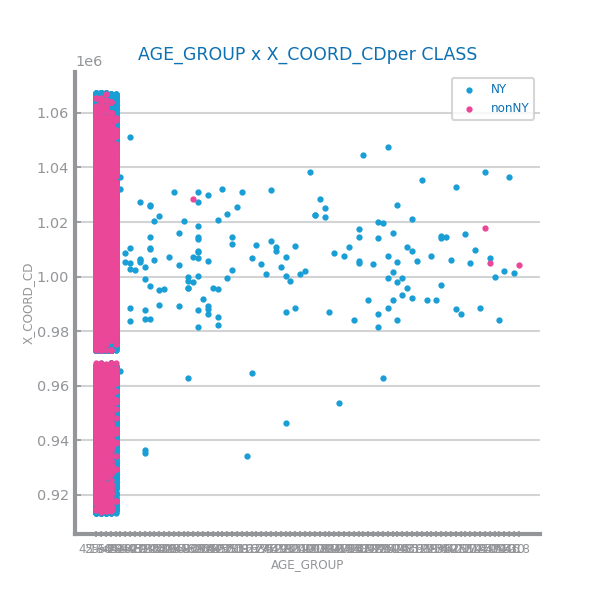 AGE_GROUP x X_COORD_CDper CLASS
1e6
NY
nonNY
1.06
1.04
1.02
1.00
0.98
0.96
0.94
0.92
X_COORD_CD
AGE_GROUP